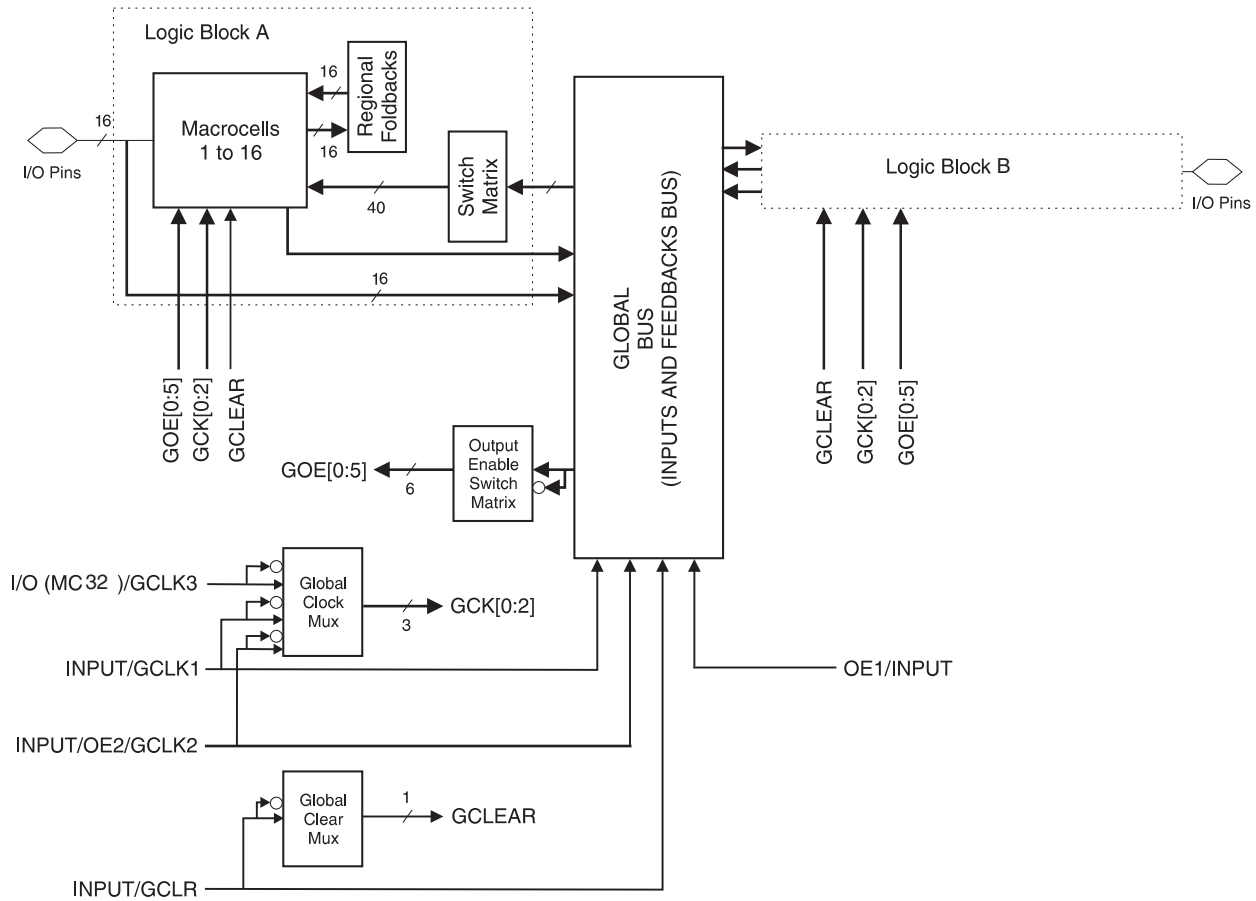 Logic Block A
16
Regional
Foldbacks
16
Macrocells
1 to 16
16
I/O Pins
40
Switch
Matrix
16
GOE[0:5]
GCK[0:2]
GCLEAR
GLOBAL
BUS
(INPUTS AND FEEDBACKS BUS)
Logic Block B
I/O Pins
GCLEAR
GCK[0:2]
GOE[0:5]
GOE[0:5]
6
Output
Enable
Switch
Matrix
I/O (MC32 )/GCLK3
Global
Clock
Mux
3
GCK[0:2]
INPUT/GCLK1
OE1/INPUT
INPUT/OE2/GCLK2
Global
Clear
Mux
1
GCLEAR
INPUT/GCLR